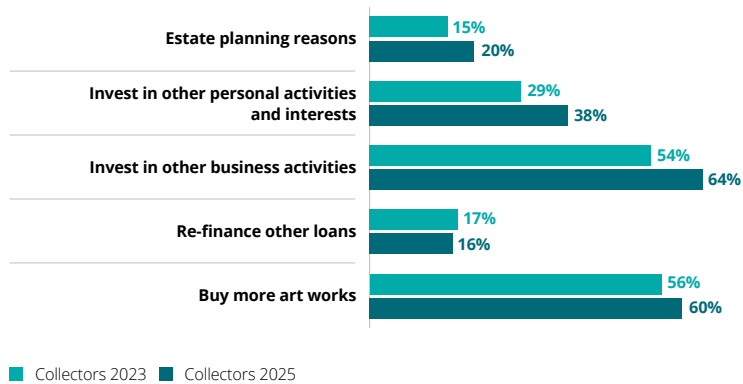 Estate planning reasons
15%
20%
Invest in other personal activities
and interests
29%
38%
Invest in other business activities
54%
64%
Re-finance other loans
17%
16%
Buy more art works
56%
60%
Collectors 2023 Collectors 2025